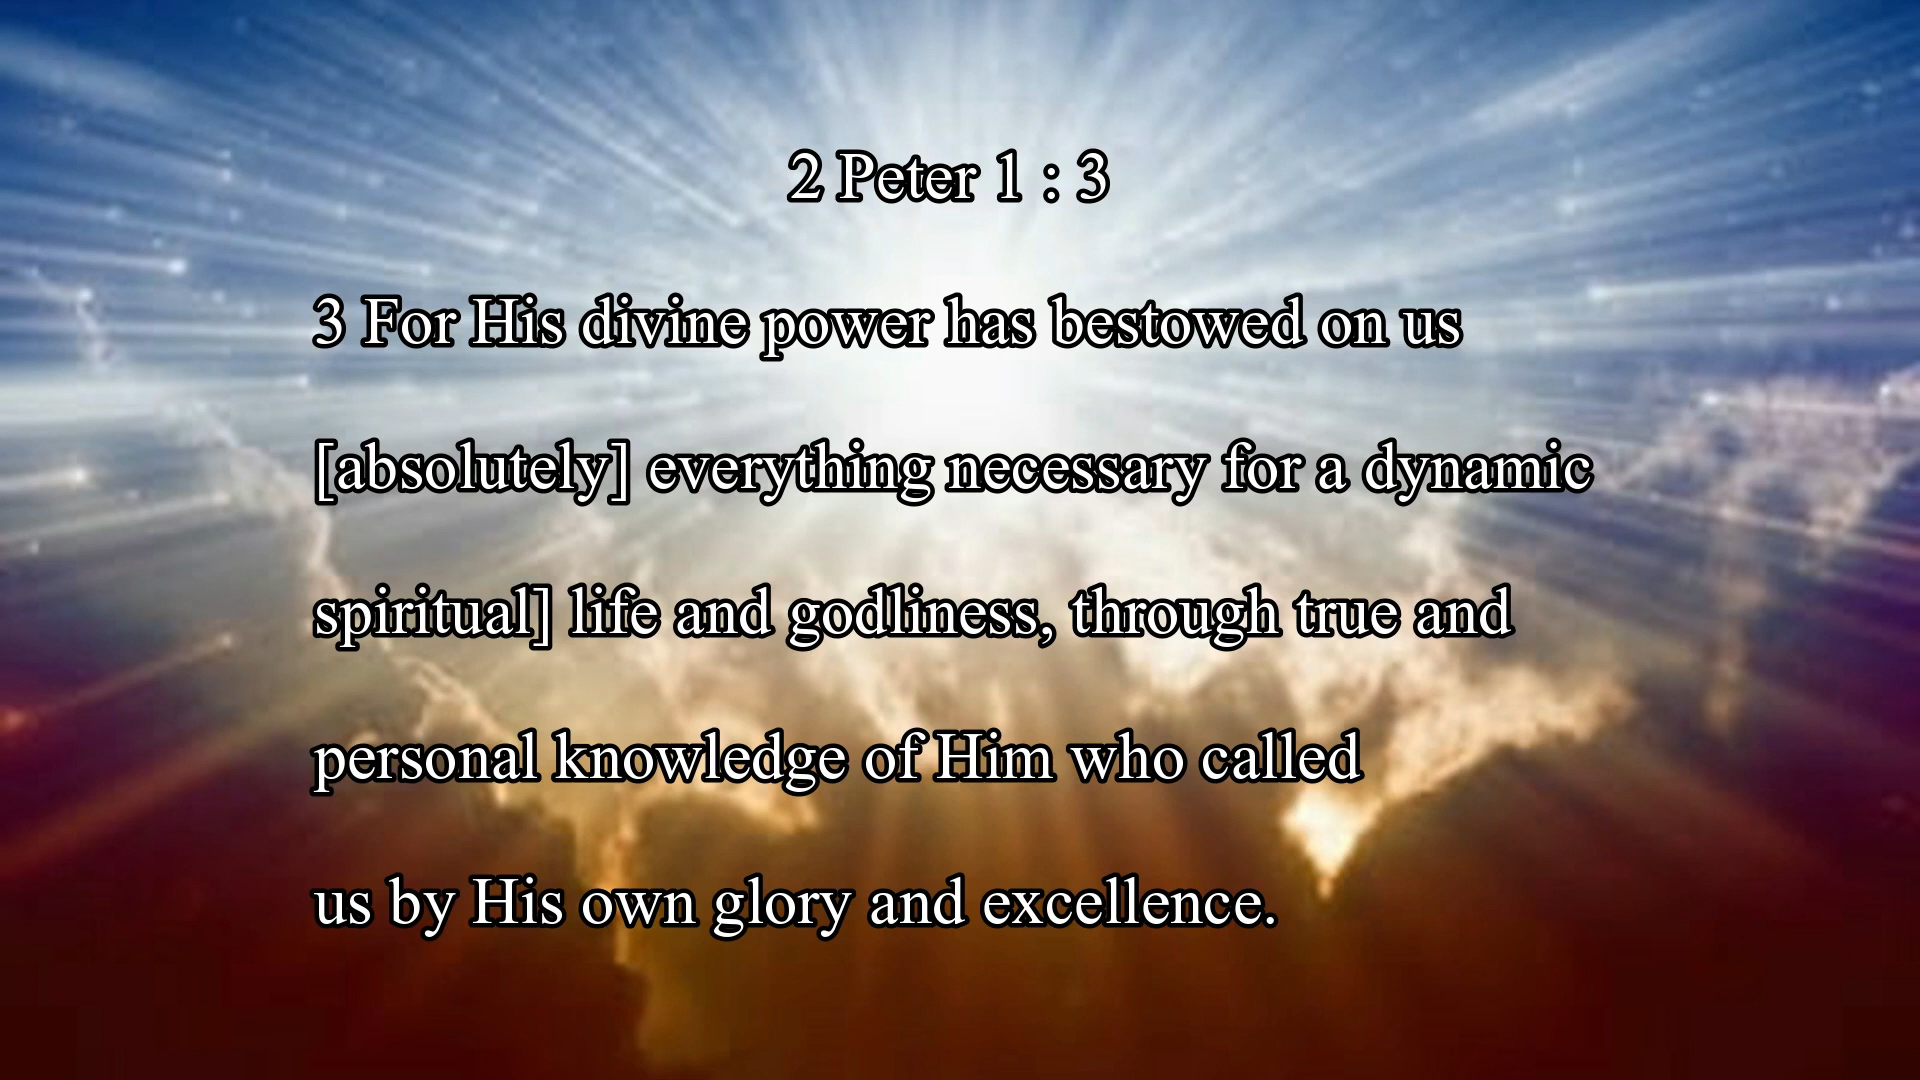 2 Peter 1 : 3
3 For His divine power has bestowed on us
[absolutely] everything necessary for a dynamic
spiritual] life and godliness, through true and
personal knowledge of Him who called
us by His own glory and excellence.